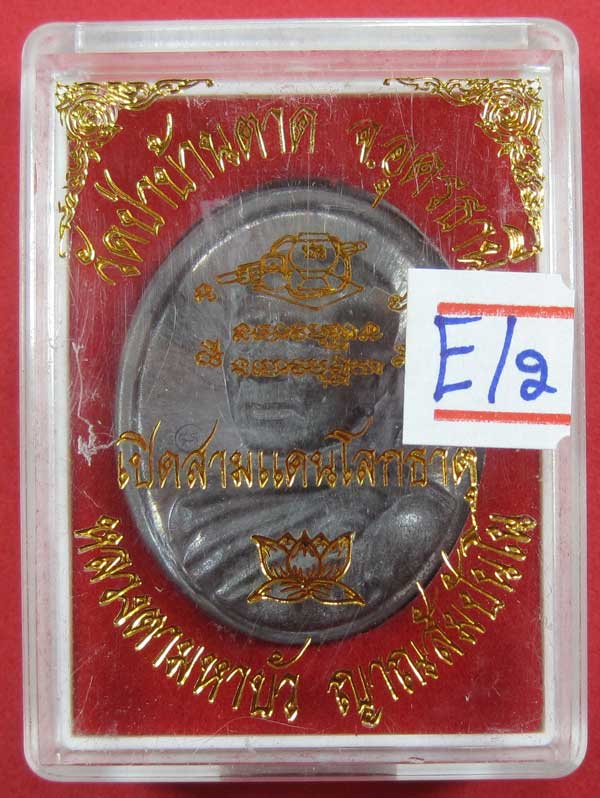 วัดป่าบ้านตาด จ.อุดรธานี
E/๑
เปิดสามแดนโลกธาตุ
หลวงตามหาบัว ญาณสัมปันโน